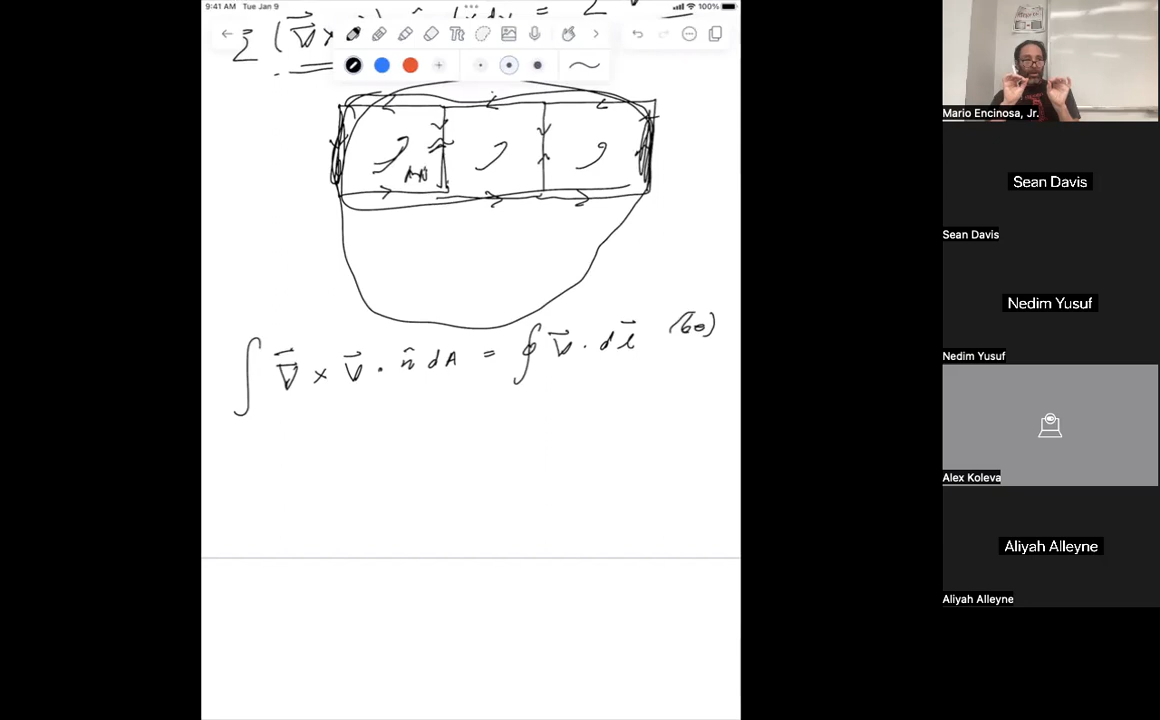 9:41 AM Tue Jan 9
100%
Σ (∇⃗ ×
= Σ
∫ ∇⃗ × V⃗ · n̂ dA = ∮ V⃗ · dl⃗ (60)
Mario Encinosa, Jr.
Sean Davis
Sean Davis
Nedim Yusuf
Nedim Yusuf
Alex Koleva
Aliyah Alleyne
Aliyah Alleyne